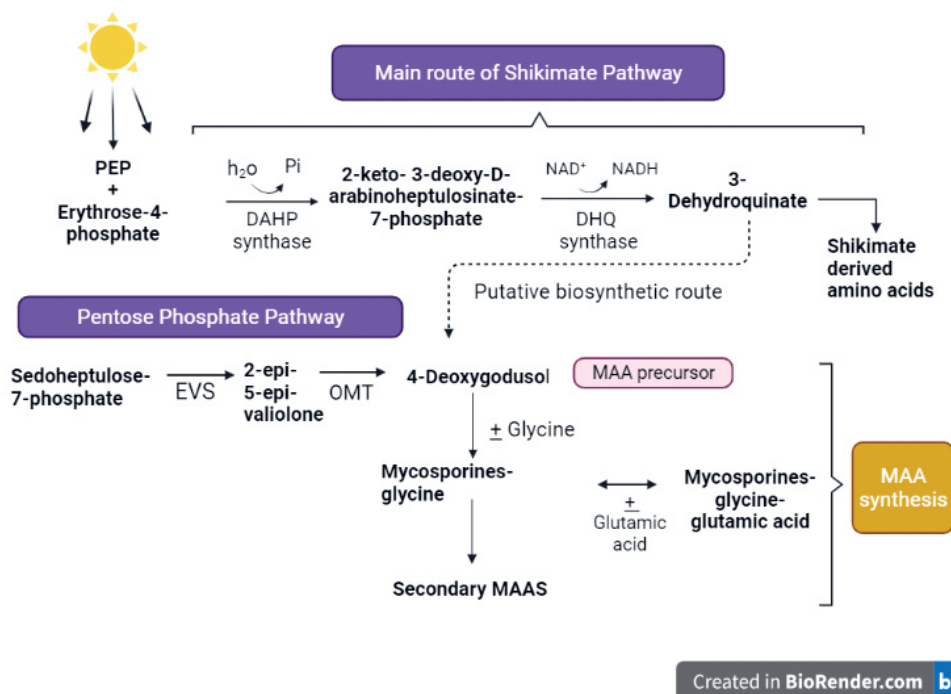 Main route of Shikimate Pathway
PEP
+
Erythrose-4-
phosphate
h₂o
Pi
DAHP
synthase
2-keto- 3-deoxy-D-
arabinoheptulosinate-
7-phosphate
NAD⁺
NADH
DHQ
synthase
3-
Dehydroquinate
Shikimate
derived
amino acids
Putative biosynthetic route
Pentose Phosphate Pathway
Sedoheptulose-
7-phosphate
EVS
2-epi-
5-epi-
valiolone
OMT
4-Deoxygodusol
MAA precursor
± Glycine
Mycosporines-
glycine
±
Glutamic
acid
Mycosporines-
glycine-
glutamic acid
MAA
synthesis
Secondary MAAS
Created in BioRender.com
b